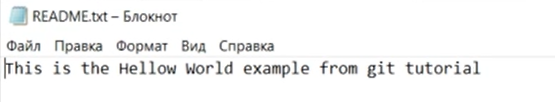 README.txt – Блокнот
Файл Правка Формат Вид Справка
This is the Hellow World example from git tutorial